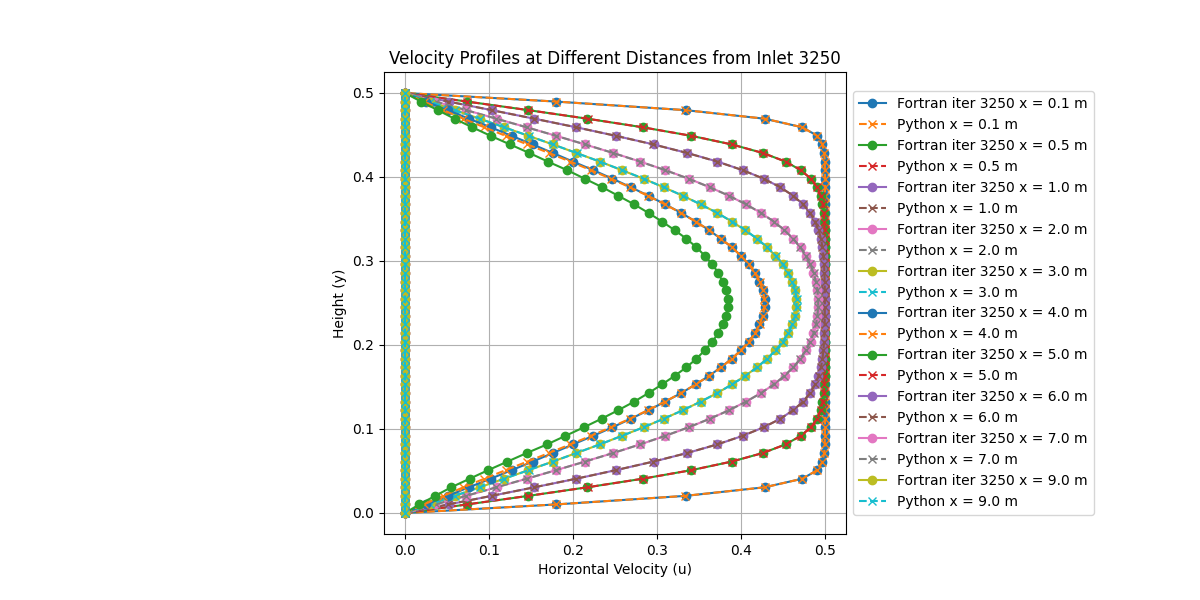 Velocity Profiles at Different Distances from Inlet 3250
0.5
0.4
0.3
0.2
0.1
0.0
Height (y)
0.0 0.1 0.2 0.3 0.4 0.5
Horizontal Velocity (u)
Fortran iter 3250 x = 0.1 m
Python x = 0.1 m
Fortran iter 3250 x = 0.5 m
Python x = 0.5 m
Fortran iter 3250 x = 1.0 m
Python x = 1.0 m
Fortran iter 3250 x = 2.0 m
Python x = 2.0 m
Fortran iter 3250 x = 3.0 m
Python x = 3.0 m
Fortran iter 3250 x = 4.0 m
Python x = 4.0 m
Fortran iter 3250 x = 5.0 m
Python x = 5.0 m
Fortran iter 3250 x = 6.0 m
Python x = 6.0 m
Fortran iter 3250 x = 7.0 m
Python x = 7.0 m
Fortran iter 3250 x = 9.0 m
Python x = 9.0 m